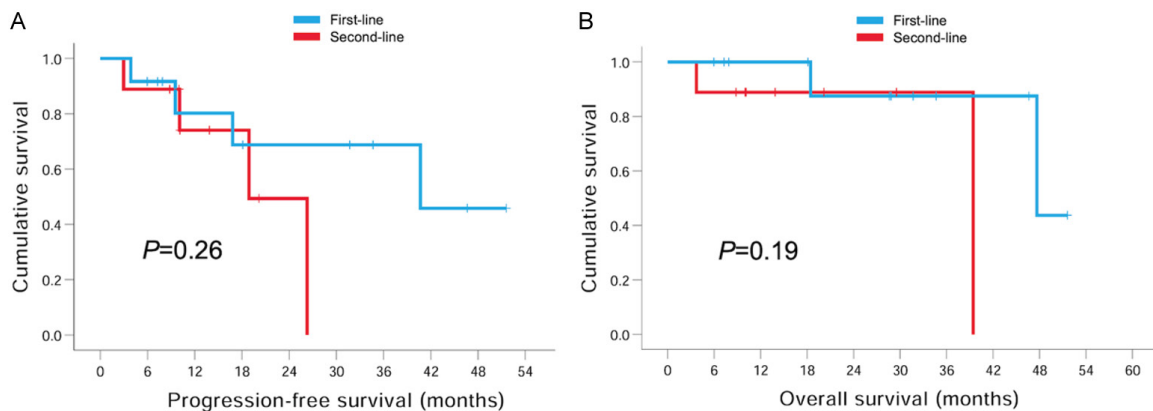 A
First-line
Second-line
1.0
0.8
0.6
0.4
0.2
0.0
Cumulative survival
P=0.26
0 6 12 18 24 30 36 42 48 54
Progression-free survival (months)
B
First-line
Second-line
1.0
0.8
0.6
0.4
0.2
0.0
Cumulative survival
P=0.19
0 6 12 18 24 30 36 42 48 54 60
Overall survival (months)